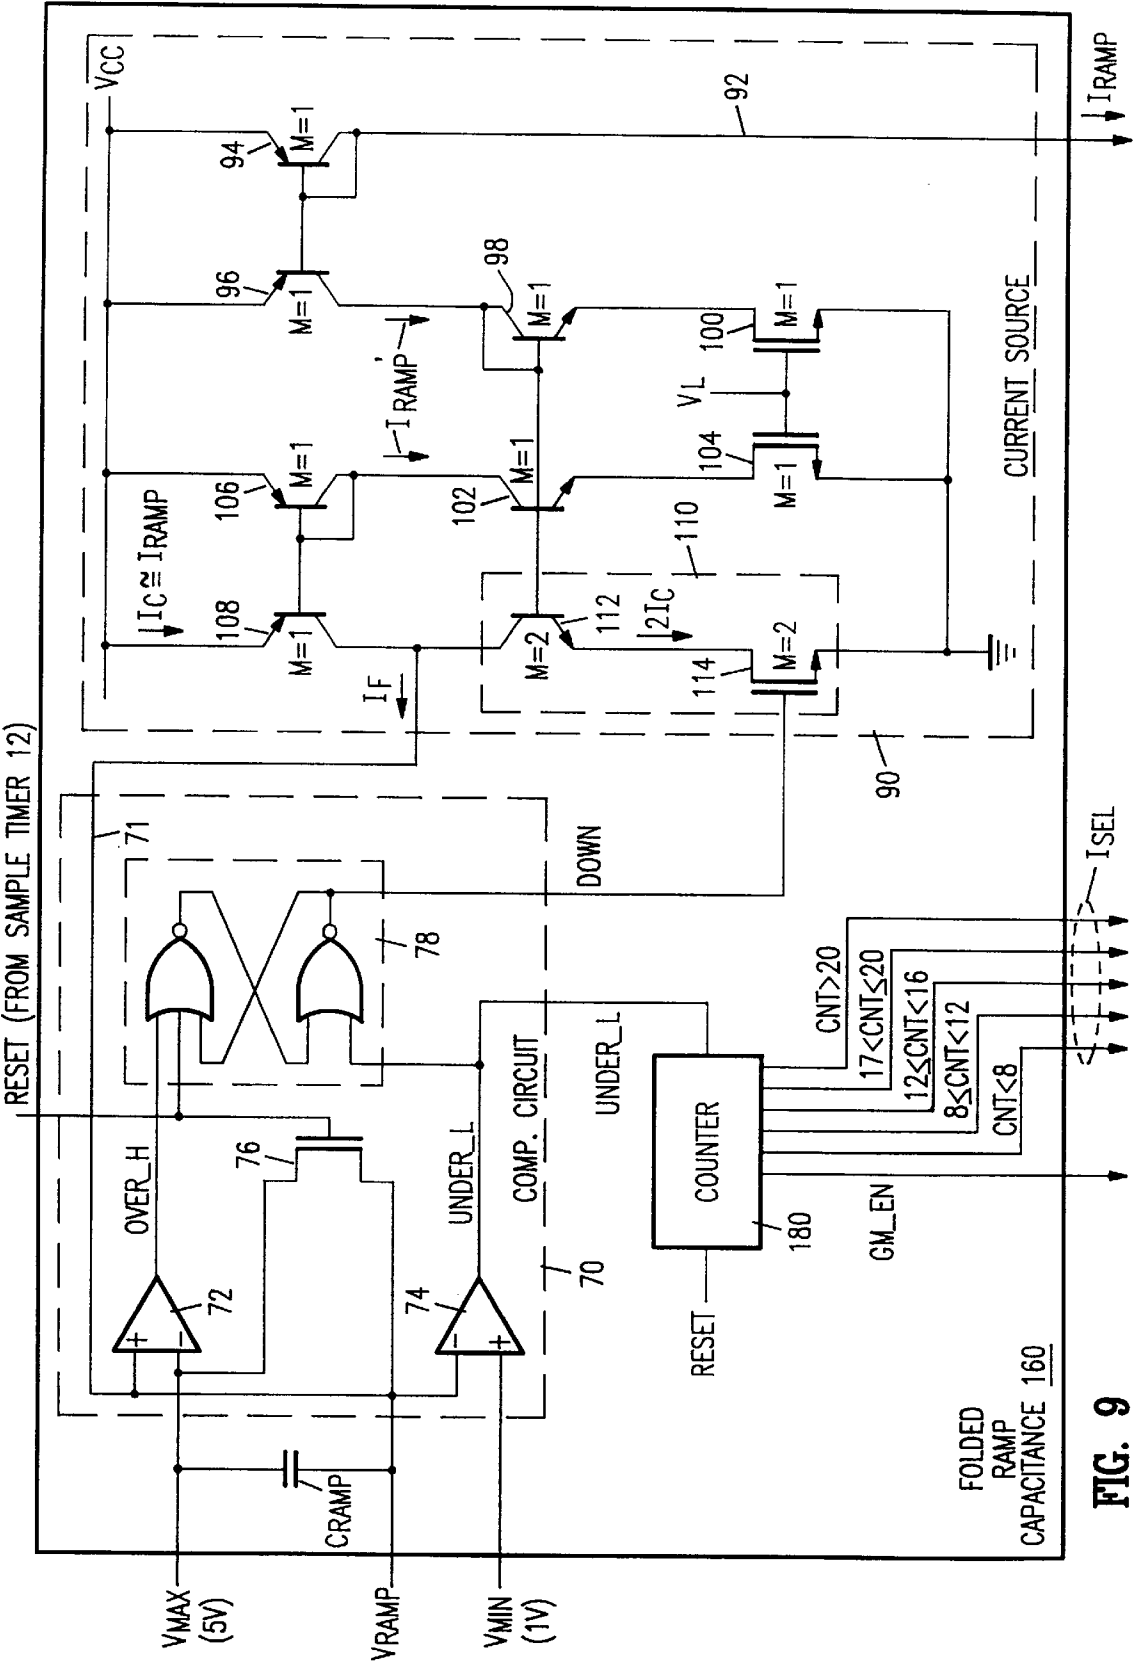 RESET (FROM SAMPLE TIMER 12)
VCC
94
M=1
92
IRAMP
96
M=1
IRAMP'
98
M=1
100
M=1
VL
106
M=1
102
M=1
104
M=1
IC≅IRAMP
108
M=1
IF
110
112
M=2
2IC
114
M=2
CURRENT SOURCE
90
71
78
DOWN
OVER_H
72
76
UNDER_L
74
COMP. CIRCUIT
70
UNDER_L
COUNTER
180
RESET
CNT>20
17<CNT≤20
12≤CNT<16
8≤CNT<12
CNT<8
GM_EN
ISEL
VMAX
(5V)
CRAMP
VRAMP
VMIN
(1V)
FOLDED
RAMP
CAPACITANCE 160
FIG. 9
+
−
−
+